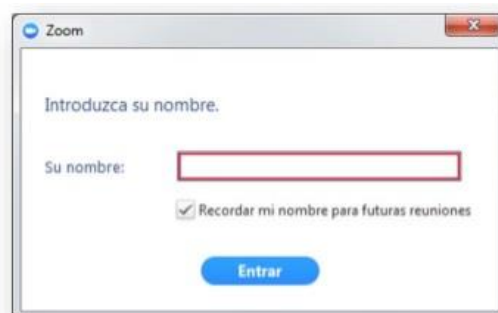 Zoom
Introduzca su nombre.
Su nombre:
Recordar mi nombre para futuras reuniones
Entrar